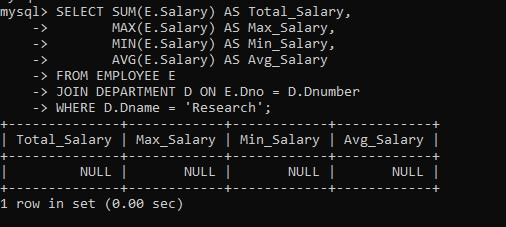 mysql> SELECT SUM(E.Salary) AS Total_Salary,
    ->        MAX(E.Salary) AS Max_Salary,
    ->        MIN(E.Salary) AS Min_Salary,
    ->        AVG(E.Salary) AS Avg_Salary
    -> FROM EMPLOYEE E
    -> JOIN DEPARTMENT D ON E.Dno = D.Dnumber
    -> WHERE D.Dname = 'Research';
+--------------+------------+------------+------------+
| Total_Salary | Max_Salary | Min_Salary | Avg_Salary |
+--------------+------------+------------+------------+
|         NULL |       NULL |       NULL |       NULL |
+--------------+------------+------------+------------+
1 row in set (0.00 sec)